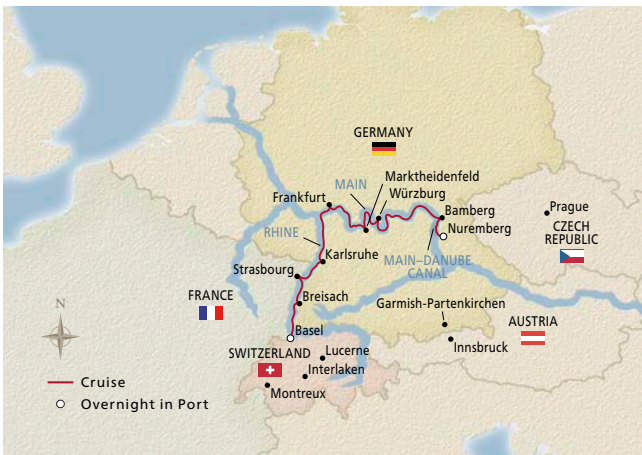 GERMANY
MAIN
Marktheidenfeld
Würzburg
Frankfurt
Bamberg
Nuremberg
Prague
CZECH
REPUBLIC
RHINE
Karlsruhe
MAIN–DANUBE
CANAL
Strasbourg
Breisach
FRANCE
Garmish-Partenkirchen
AUSTRIA
Innsbruck
N
Basel
SWITZERLAND
Lucerne
Interlaken
Montreux
Cruise
Overnight in Port